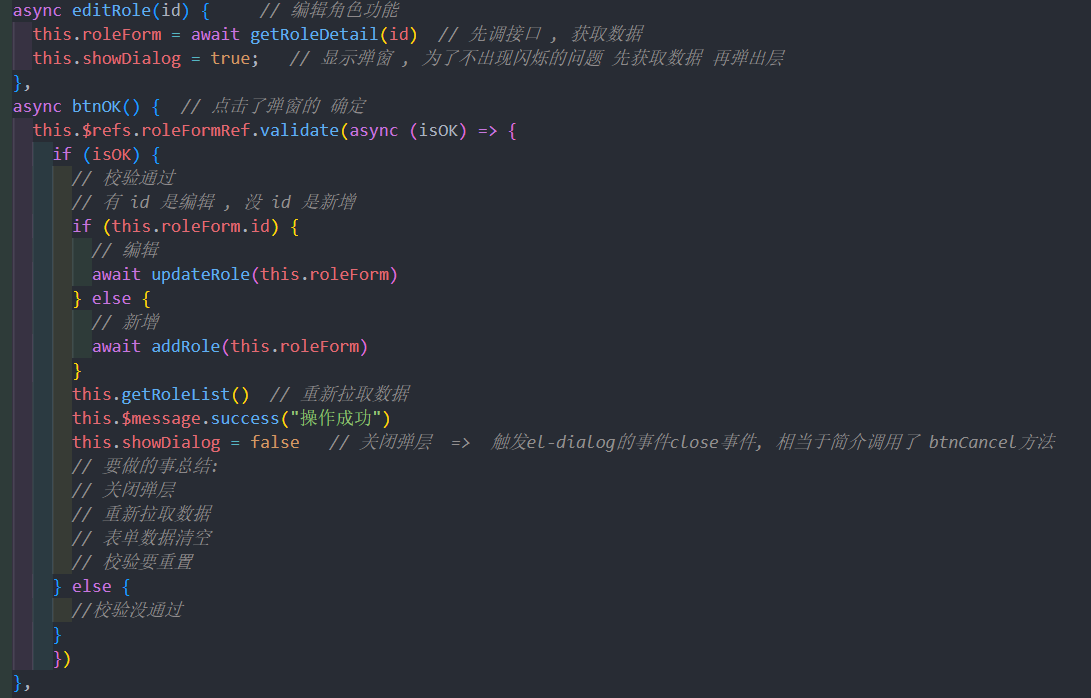 async editRole(id) {     // 编辑角色功能
  this.roleForm = await getRoleDetail(id)  // 先调接口 , 获取数据
  this.showDialog = true;   // 显示弹窗 , 为了不出现闪烁的问题 先获取数据 再弹出层
},
async btnOK() {  // 点击了弹窗的 确定
  this.$refs.roleFormRef.validate(async (isOK) => {
    if (isOK) {
      // 校验通过
      // 有 id 是编辑 , 没 id 是新增
      if (this.roleForm.id) {
        // 编辑
        await updateRole(this.roleForm)
      } else {
        // 新增
        await addRole(this.roleForm)
      }
      this.getRoleList()  // 重新拉取数据
      this.$message.success("操作成功")
      this.showDialog = false   // 关闭弹层  =>  触发el-dialog的事件close事件, 相当于简介调用了 btnCancel方法
      // 要做的事总结:
      // 关闭弹层
      // 重新拉取数据
      // 表单数据清空
      // 校验要重置
    } else {
      //校验没通过
    }
    })
},